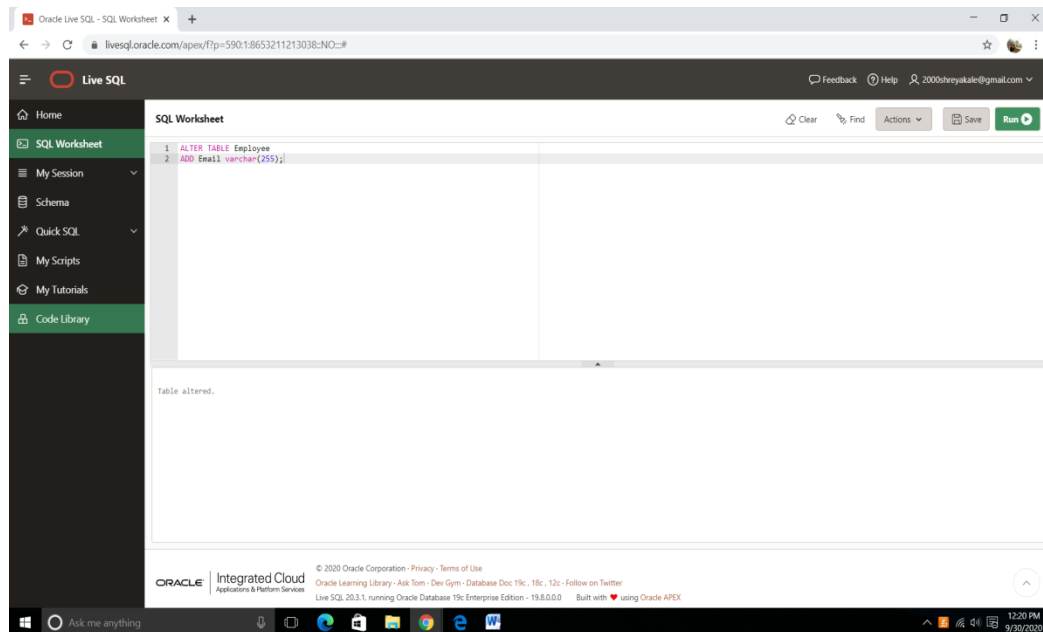 Oracle Live SQL - SQL Worksheet
livesql.oracle.com/apex/f?p=590:1:8653211213038::NO:::#
Live SQL
Feedback Help 2000shreyakale@gmail.com
Home
SQL Worksheet
My Session
Schema
Quick SQL
My Scripts
My Tutorials
Code Library
SQL Worksheet
Clear Find Actions Save Run
1 ALTER TABLE Employee
2 ADD Email varchar(255);
Table altered.
ORACLE Integrated Cloud
Applications & Platform Services
© 2020 Oracle Corporation · Privacy · Terms of Use
Oracle Learning Library · Ask Tom · Dev Gym · Database Doc 19c, 18c, 12c · Follow on Twitter
Live SQL 20.3.1, running Oracle Database 19c Enterprise Edition - 19.8.0.0.0 Built with ♥ using Oracle APEX
Ask me anything
12:20 PM
9/30/2020